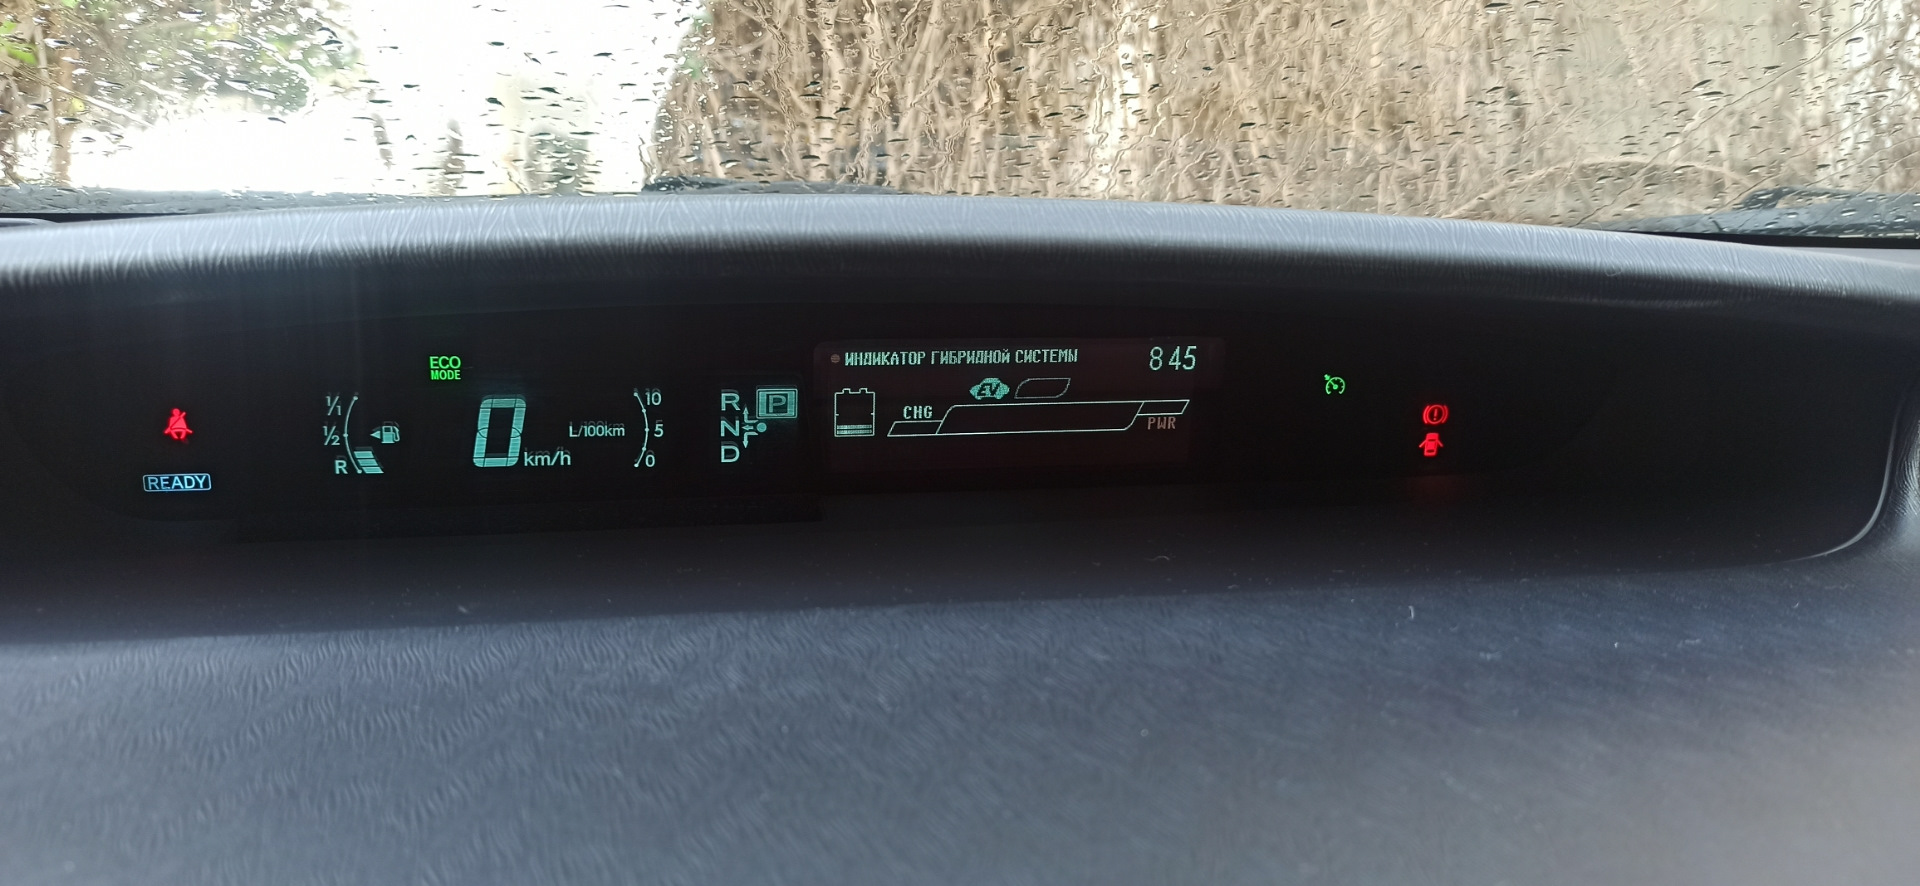 ECO
MODE
READY
1/1
1/2
R
0
km/h
L/100km
10
5
0
R
N
D
P
ИНДИКАТОР ГИБРИДНОЙ СИСТЕМЫ
8 45
CHG
EV
PWR